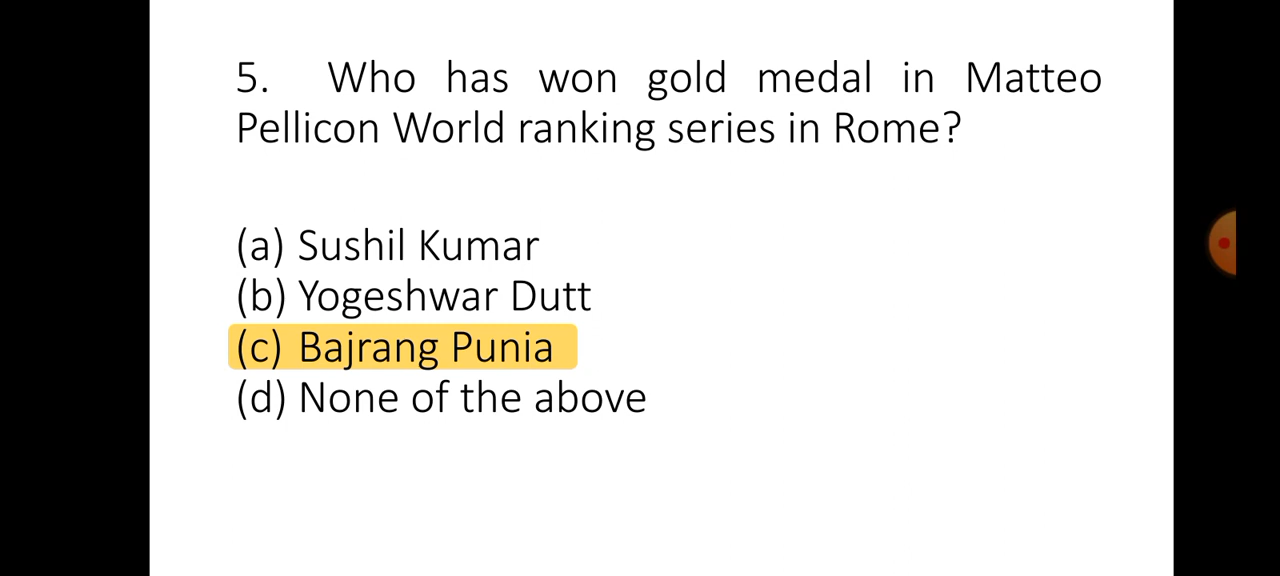 5. Who has won gold medal in Matteo
Pellicon World ranking series in Rome?
(a) Sushil Kumar
(b) Yogeshwar Dutt
(c) Bajrang Punia
(d) None of the above